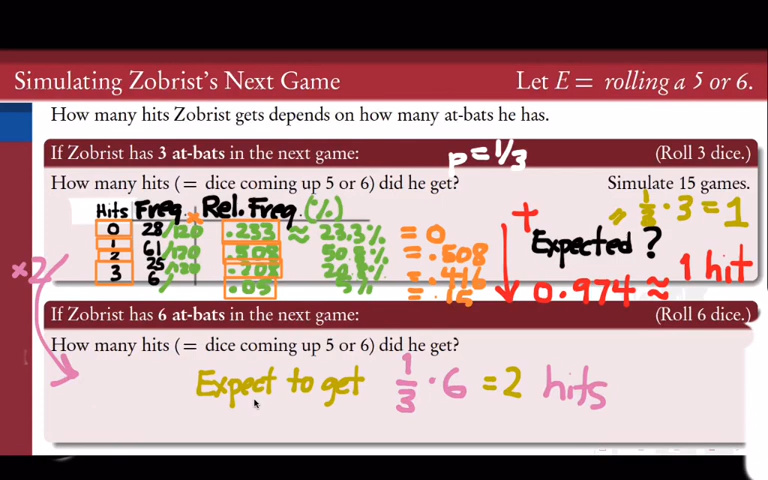 Simulating Zobrist's Next Game Let E = rolling a 5 or 6.
How many hits Zobrist gets depends on how many at-bats he has.
If Zobrist has 3 at-bats in the next game: p = 1/3 (Roll 3 dice.)
How many hits (= dice coming up 5 or 6) did he get? Simulate 15 games.
Hits Freq. * Rel. Freq. (%) + 1/3 · 3 = 1
0 28/120 .233 ≈ 23.3% = 0
1 61/120 .508 50.8% = .508 Expected?
2 25/120 .208 20.8% = .416
3 6 .05 5% = .15 0.974 ≈ 1 hit
×2
If Zobrist has 6 at-bats in the next game: (Roll 6 dice.)
How many hits (= dice coming up 5 or 6) did he get?
Expect to get 1/3 · 6 = 2 hits